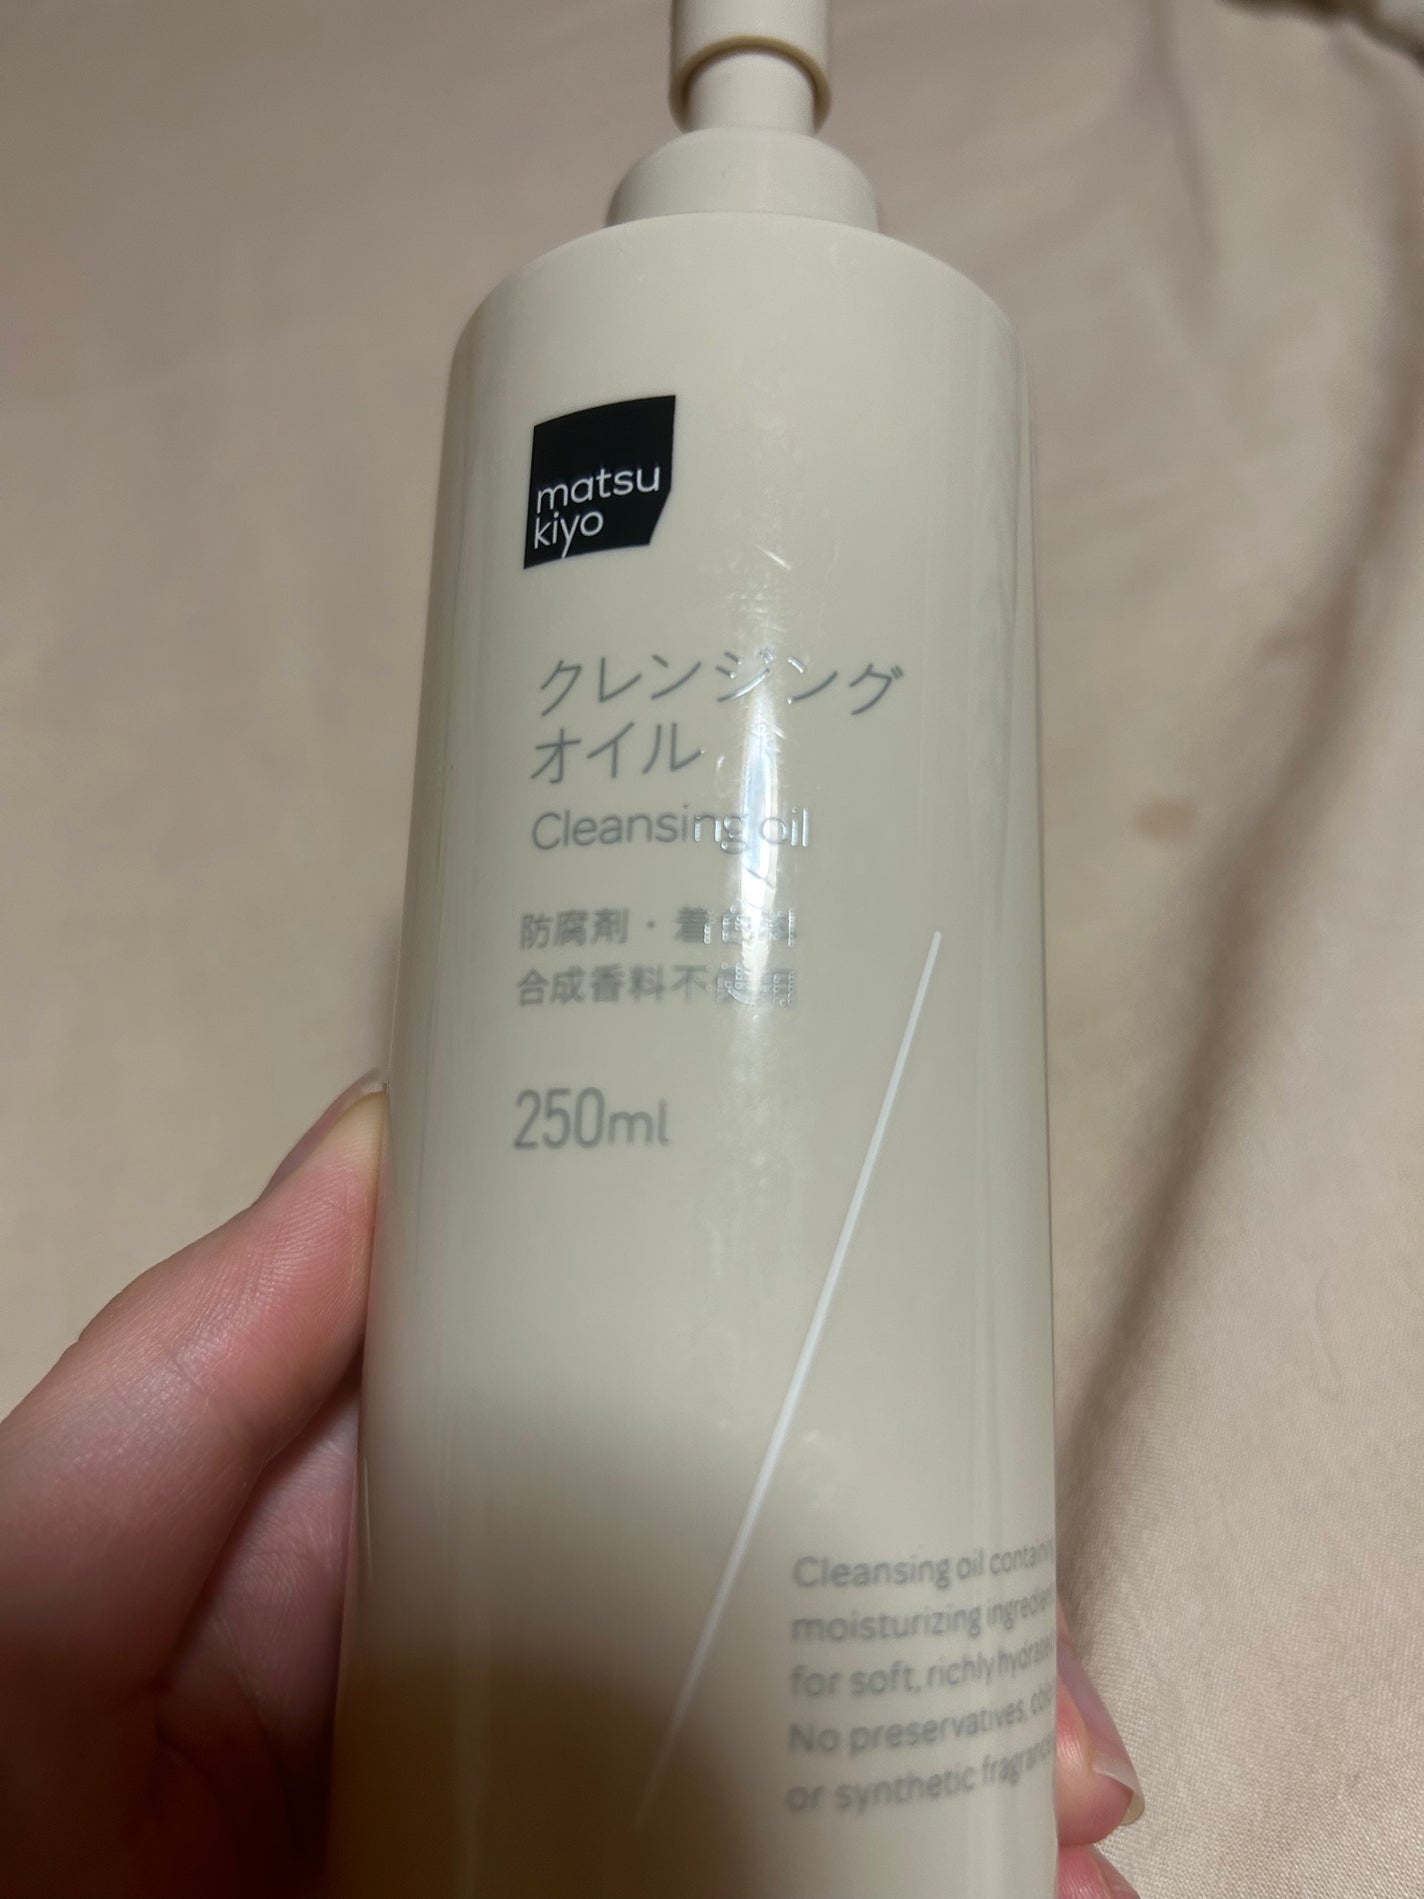 matsu
kiyo
クレンジング
オイル
Cleansing oil
防腐剤・着色料
合成香料不使用
250ml
Cleansing oil
moisturizing
for soft, richly
No preservatives,
or synthetic